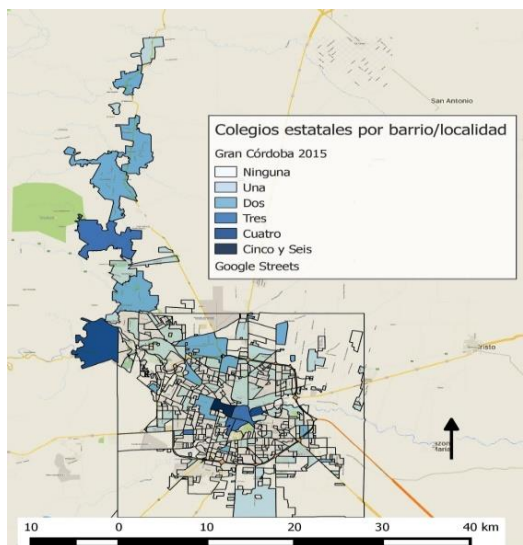 San Antonio
Colegios estatales por barrio/localidad
Gran Córdoba 2015
Ninguna
Una
Dos
Tres
Cuatro
Cinco y Seis
Google Streets
risto
10 0 10 20 30 40 km